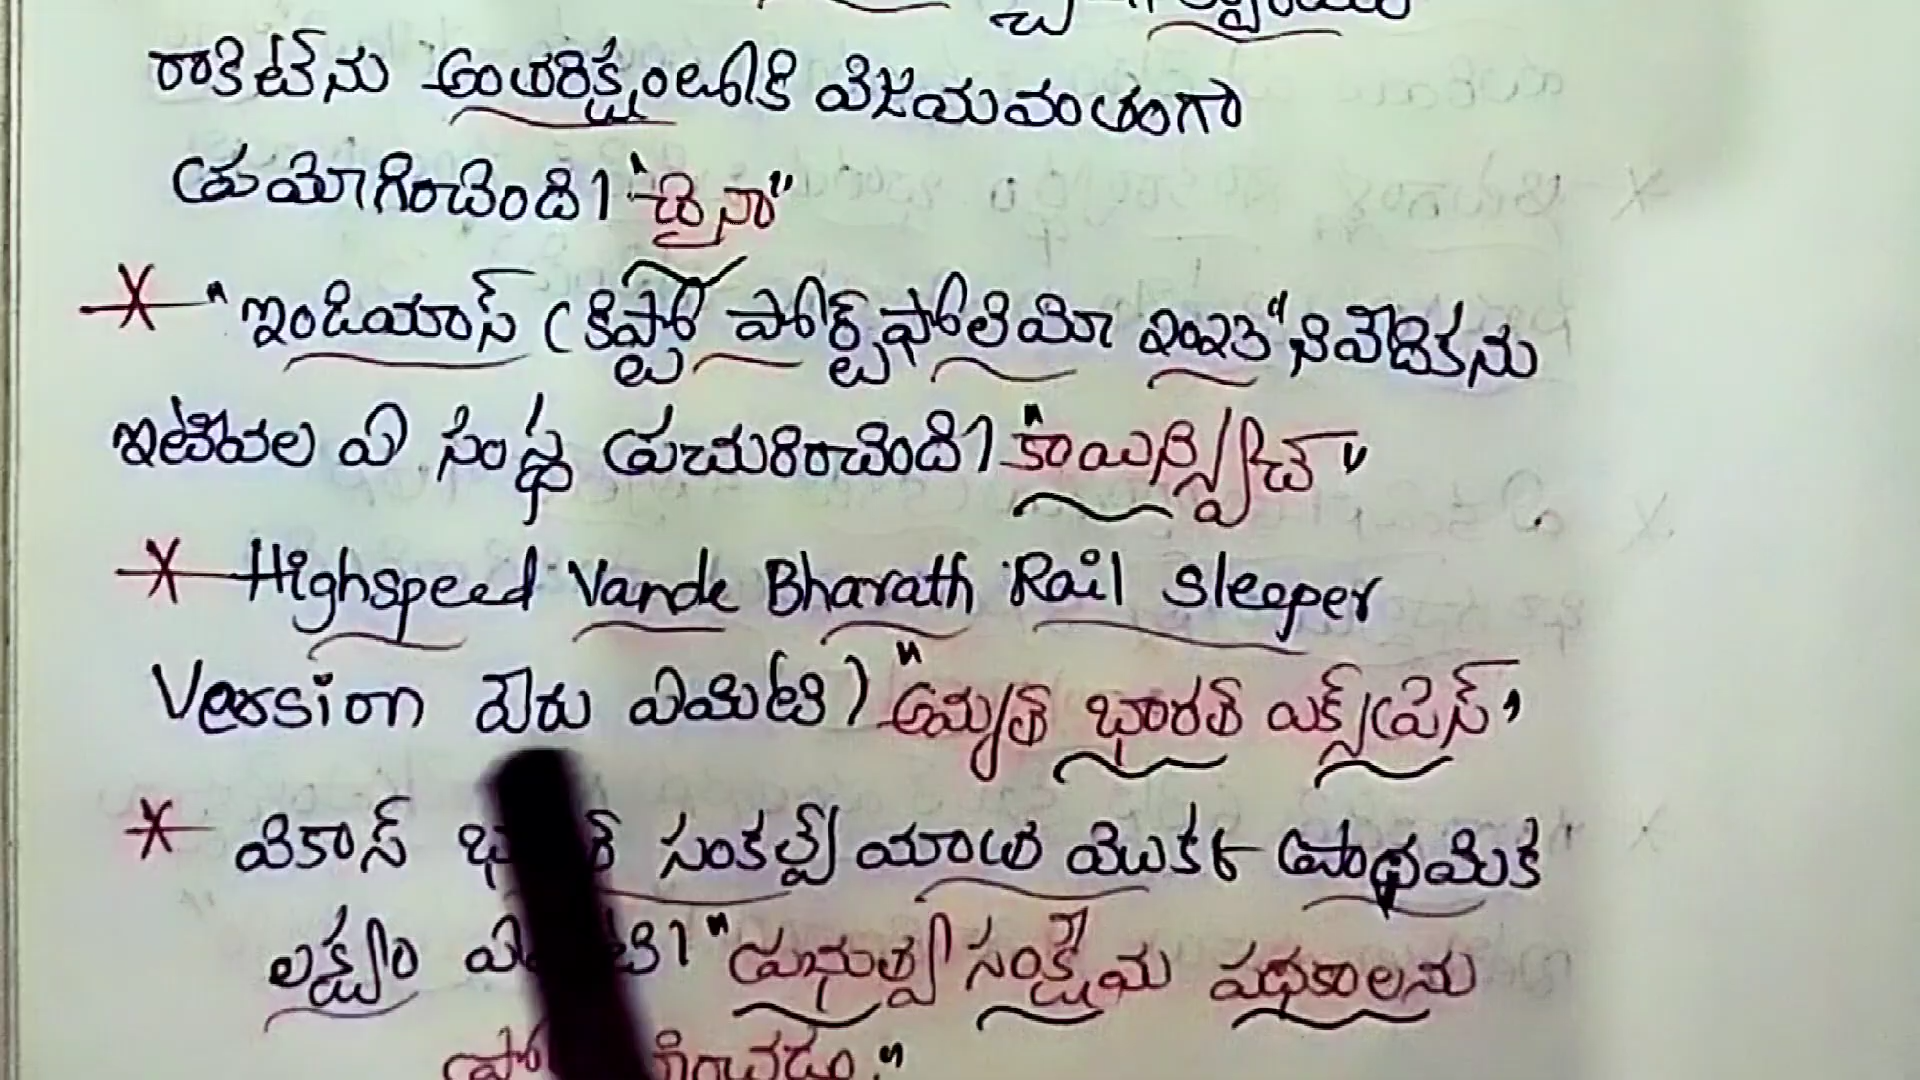 రాకెట్‌ను అంతరిక్షంలోకి విజయవంతంగా
ప్రయోగించింది? "చైనా"
* "ఇండియాస్ క్రిప్టో పోర్ట్‌ఫోలియో 2023" నివేదికను
ఇటీవల ఏ సంస్థ ప్రచురించింది? "కాయిన్స్విచ్"
* Highspeed Vande Bharath Rail Sleeper
Version పేరు ఏమిటి? "అమృత్ భారత్ ఎక్స్‌ప్రెస్"
* వికాస్ సంకల్ప్ యాత్ర యొక్క ప్రాథమిక
లక్ష్యం "ప్రభుత్వ సంక్షేమ పథకాలను